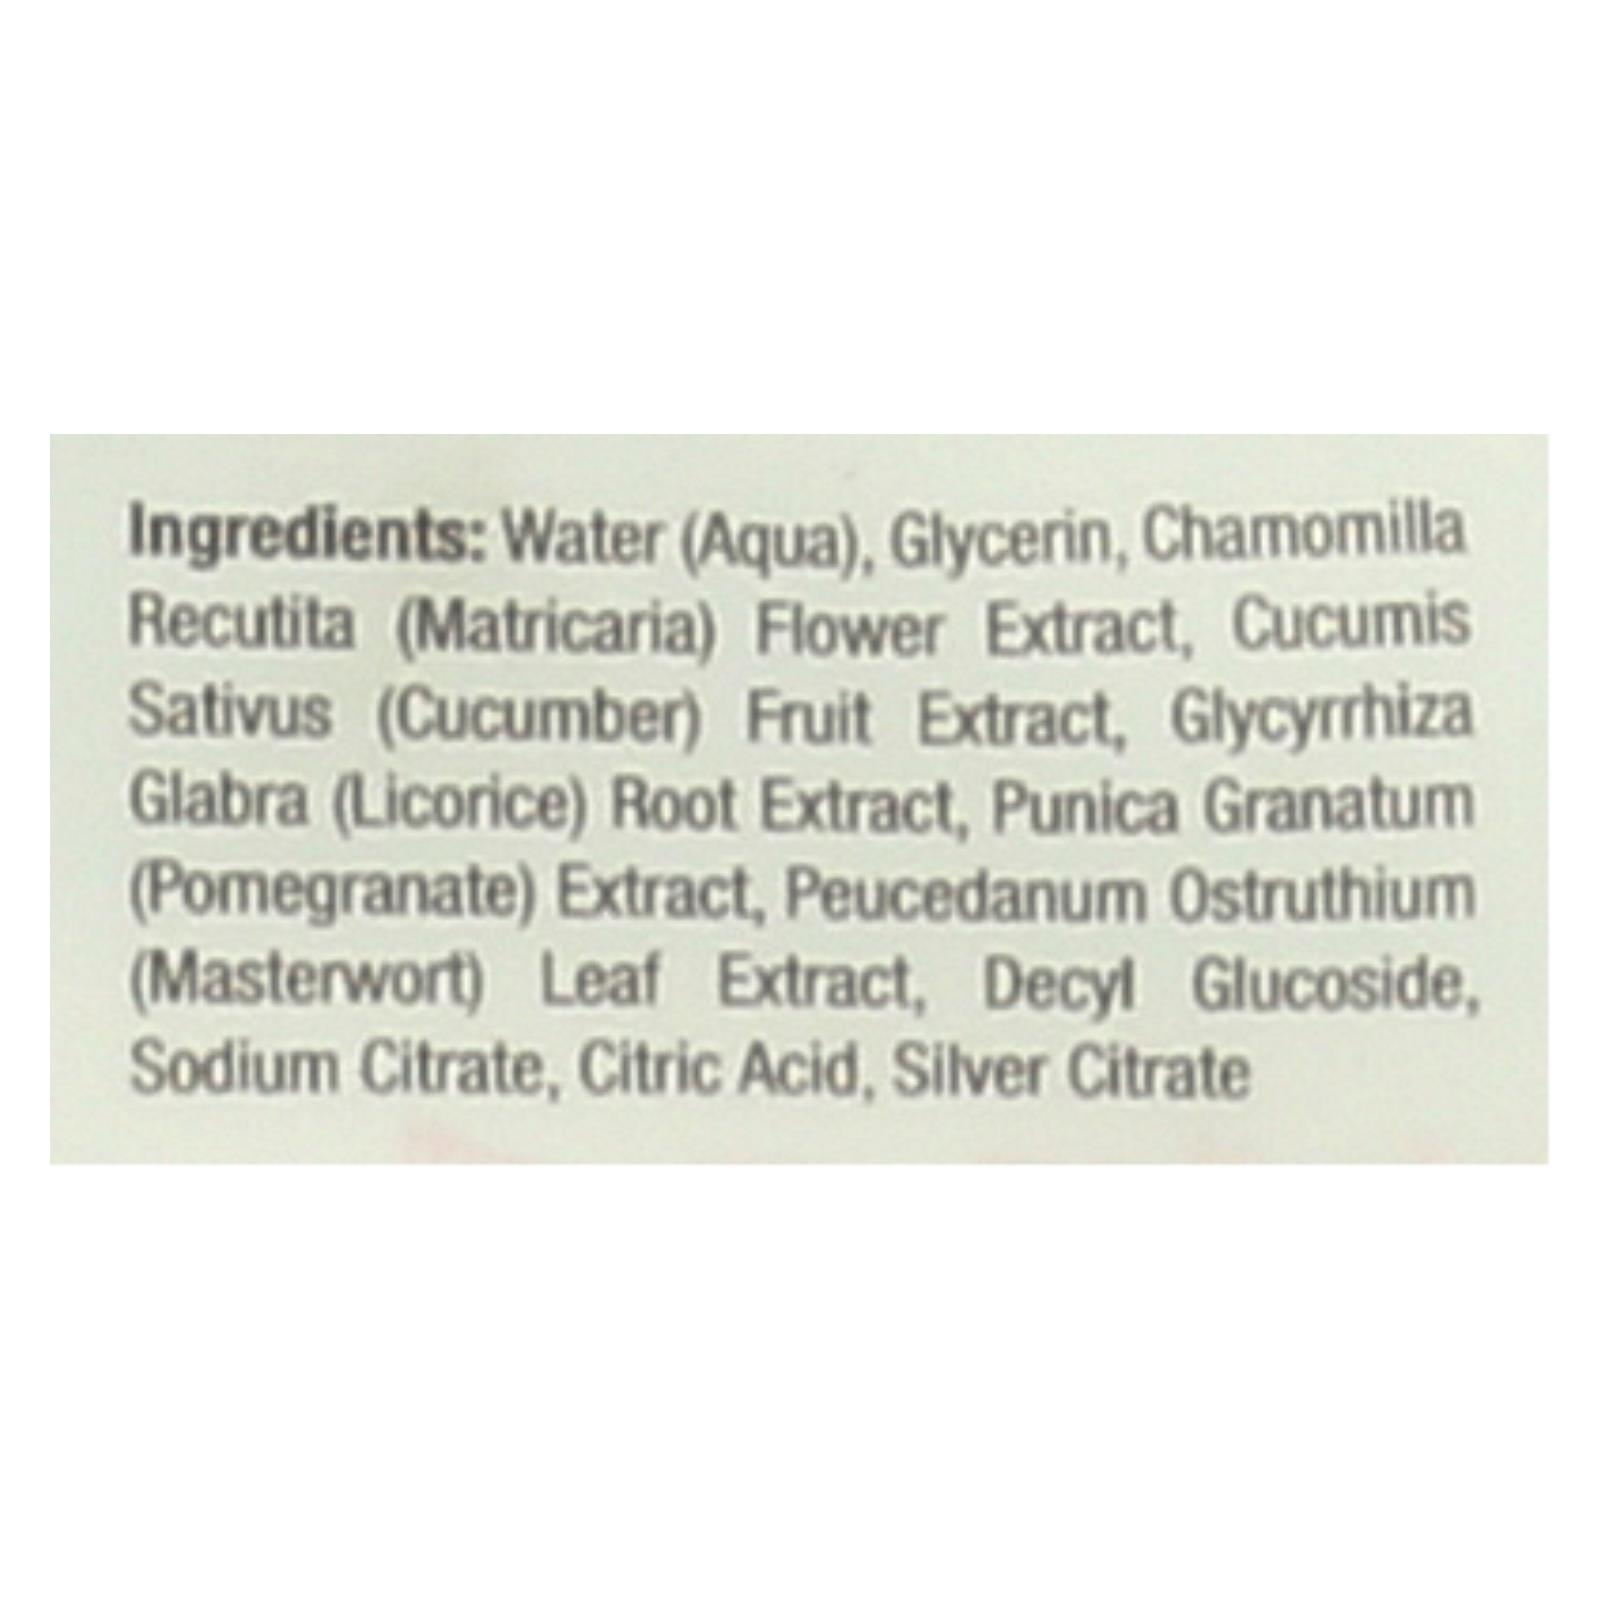 Ingredients: Water (Aqua), Glycerin, Chamomilla
Recutita (Matricaria) Flower Extract, Cucumis
Sativus (Cucumber) Fruit Extract, Glycyrrhiza
Glabra (Licorice) Root Extract, Punica Granatum
(Pomegranate) Extract, Peucedanum Ostruthium
(Masterwort) Leaf Extract, Decyl Glucoside,
Sodium Citrate, Citric Acid, Silver Citrate